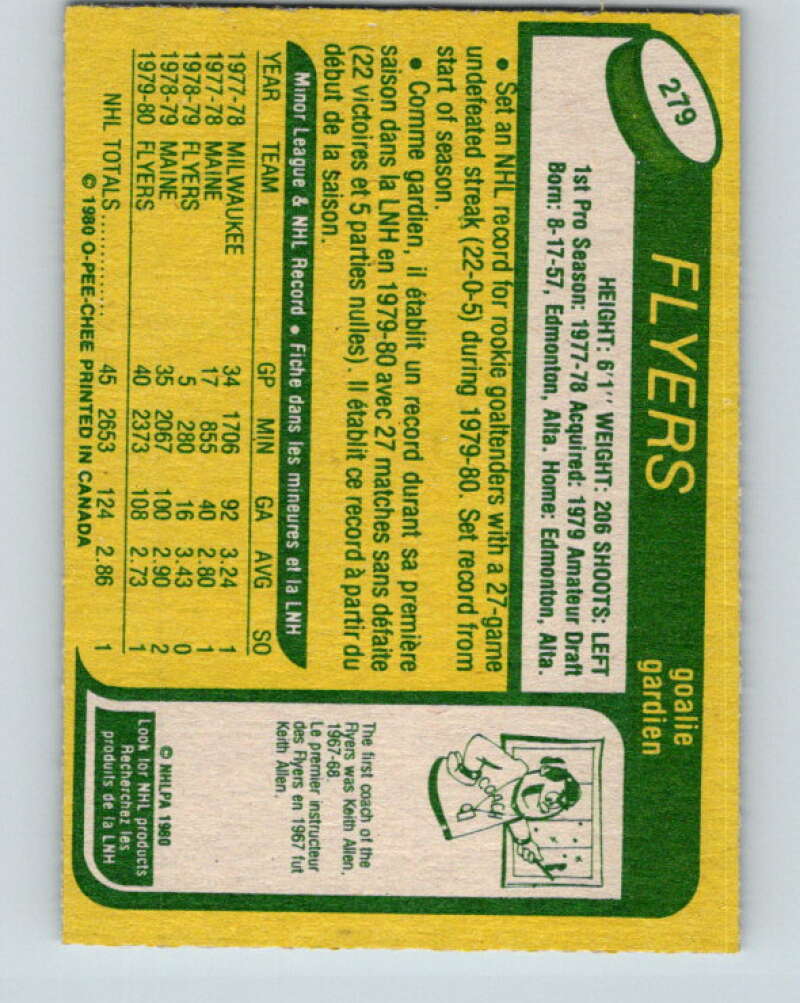 279
FLYERS
goalie
gardien
HEIGHT: 6'1" WEIGHT: 206 SHOOTS: LEFT
1st Pro Season: 1977-78 Acquired: 1979 Amateur Draft
Born: 8-17-57, Edmonton, Alta. Home: Edmonton, Alta.
• Set an NHL record for rookie goaltenders with a 27-game
undefeated streak (22-0-5) during 1979-80. Set record from
start of season.
• Comme gardien, il établit un record durant sa première
saison dans la LNH en 1979-80 avec 27 matches sans défaite
(22 victoires et 5 parties nulles). Il établit ce record à partir du
début de la saison.
Minor League & NHL Record • Fiche dans les mineures et la LNH
YEAR TEAM GP MIN GA AVG SO
1977-78 MILWAUKEE 34 1706 92 3.24 1
1977-78 MAINE 17 855 40 2.80 1
1978-79 FLYERS 5 280 16 3.43 0
1978-79 MAINE 35 2067 100 2.90 2
1979-80 FLYERS 40 2373 108 2.73 1
NHL TOTALS ............ 45 2653 124 2.86 1
© 1980 O-PEE-CHEE PRINTED IN CANADA
COACH
The first coach of the
Flyers was Keith Allen,
1967-68.
Le premier instructeur
des Flyers en 1967 fut
Keith Allen.
© NHLPA 1980
Look for NHL products
Recherchez les
produits de la LNH